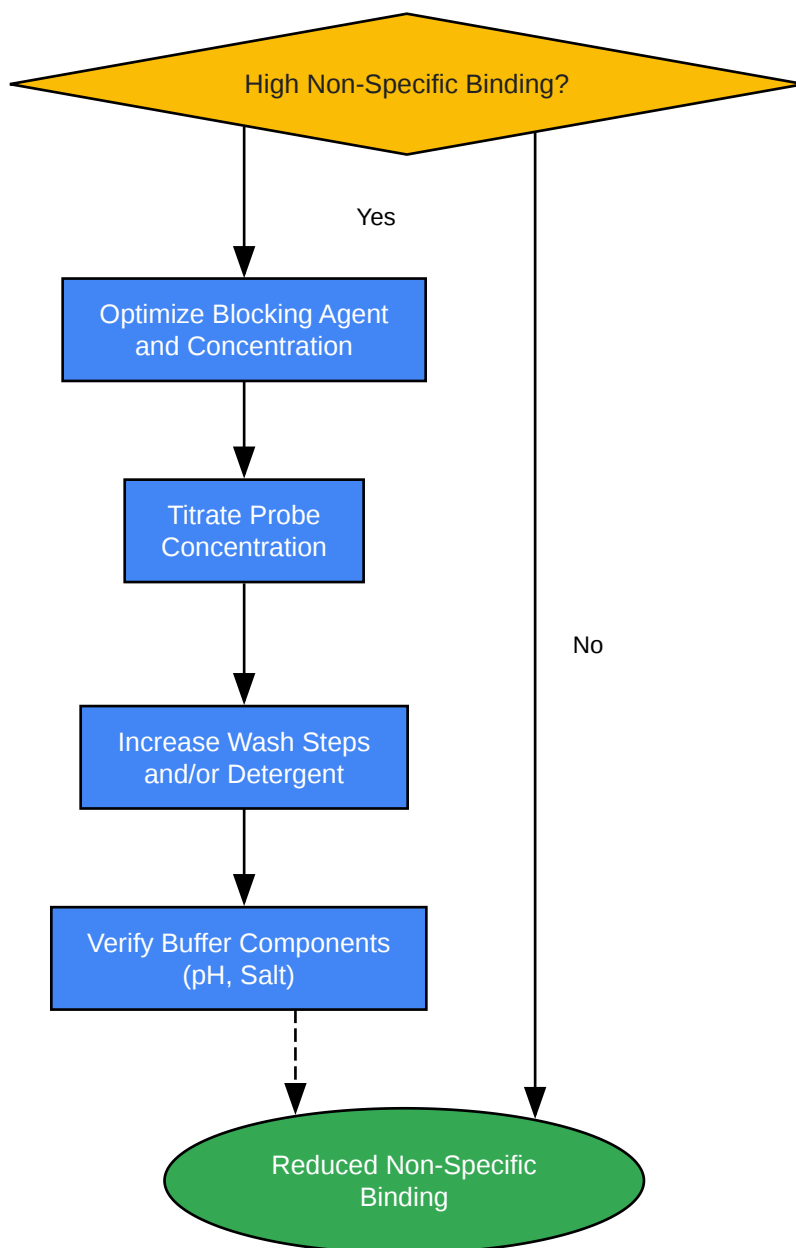 High Non-Specific Binding?
Yes
Optimize Blocking Agent
and Concentration
Titrate Probe
Concentration
No
Increase Wash Steps
and/or Detergent
Verify Buffer Components
(pH, Salt)
Reduced Non-Specific
Binding